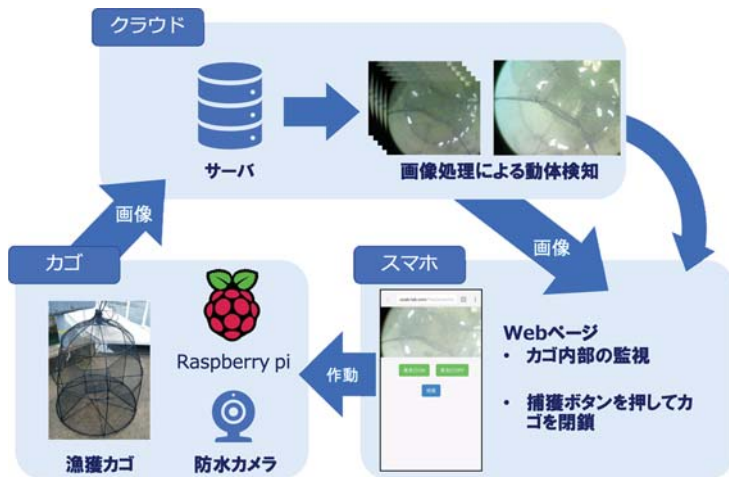 クラウド
サーバ
画像処理による動体検知
画像
画像
カゴ
Raspberry pi
漁獲カゴ
防水カメラ
作動
スマホ
Webページ
• カゴ内部の監視
• 捕獲ボタンを押してカ
ゴを閉鎖